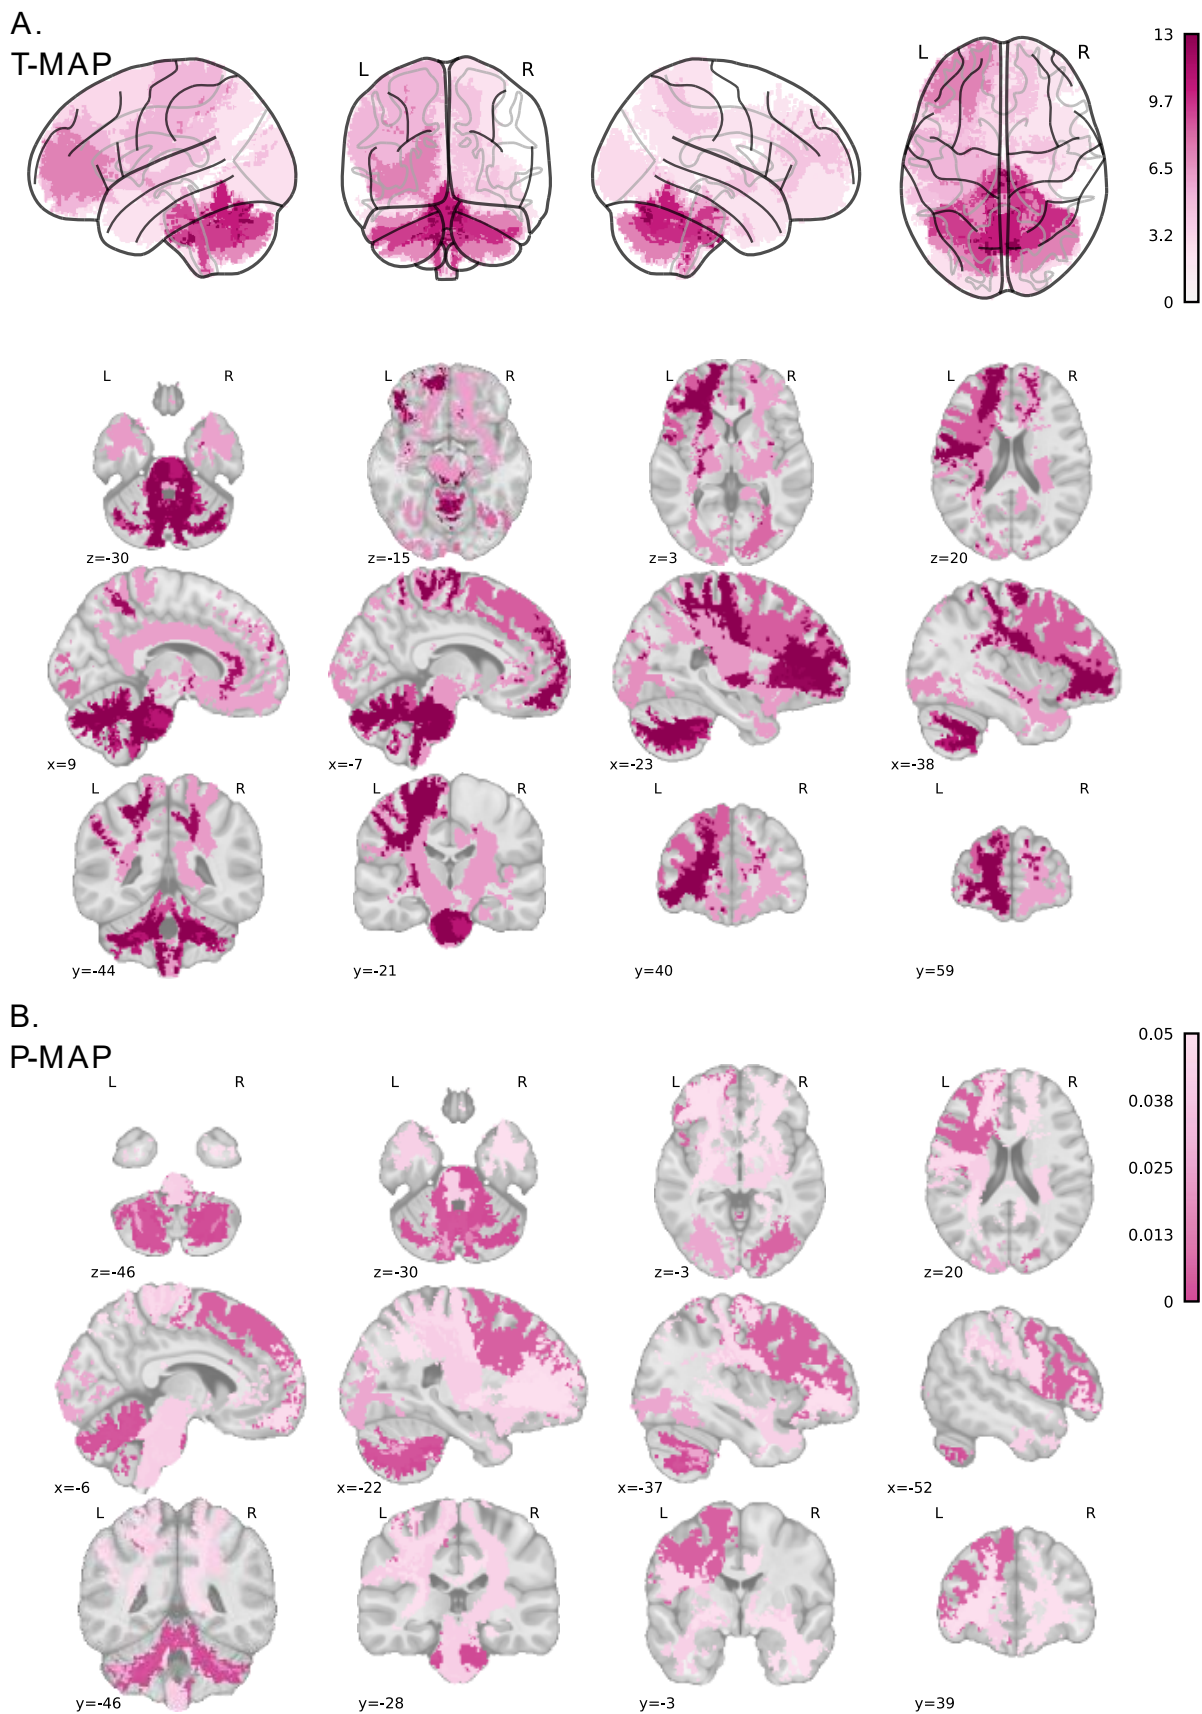 A.
T-MAP
L R
L R
13
9.7
6.5
3.2
0
L R
L R
L R
L R
z=-30
z=-15
z=3
z=20
x=9
x=-7
x=-23
x=-38
L R
L R
L R
L R
y=-44
y=-21
y=40
y=59
B.
P-MAP
0.05
0.038
0.025
0.013
0
L R
L R
L R
L R
z=-46
z=-30
z=-3
z=20
x=-6
x=-22
x=-37
x=-52
L R
L R
L R
L R
y=-46
y=-28
y=-3
y=39